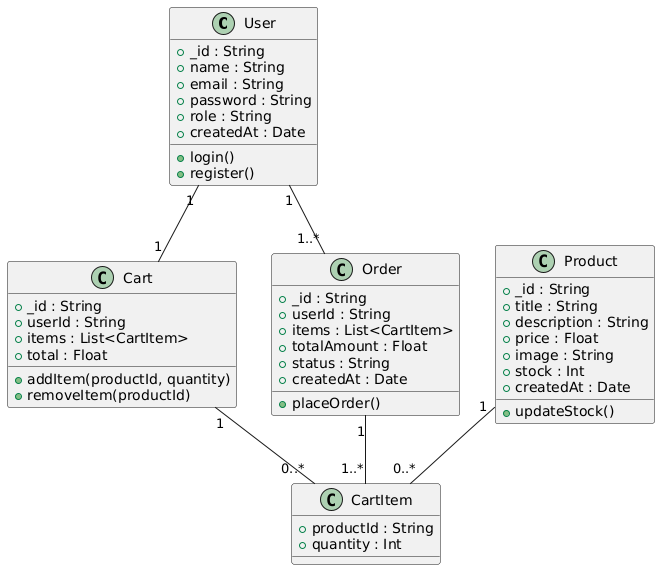 C User
_id : String
name : String
email : String
password : String
role : String
createdAt : Date
login()
register()
1
1
1
1..*
C Cart
_id : String
userId : String
items : List<CartItem>
total : Float
addItem(productId, quantity)
removeItem(productId)
C Order
_id : String
userId : String
items : List<CartItem>
totalAmount : Float
status : String
createdAt : Date
placeOrder()
C Product
_id : String
title : String
description : String
price : Float
image : String
stock : Int
createdAt : Date
updateStock()
1
1
1
0..*
1..*
0..*
C CartItem
productId : String
quantity : Int